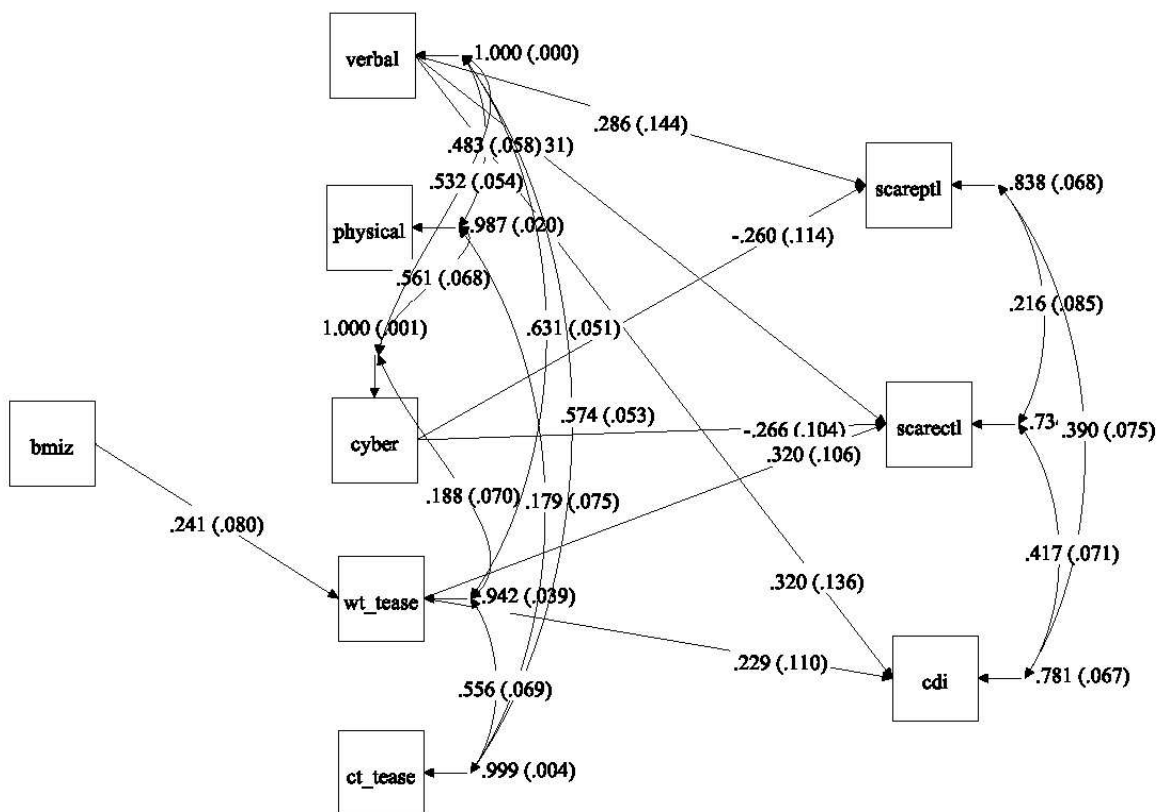 verbal
1.000 (.000)
.286 (.144)
.483 (.058) 31)
.532 (.054)
scareptl
.838 (.068)
physical
.987 (.020)
-.260 (.114)
.561 (.068)
.216 (.085)
1.000 (.001)
.631 (.051)
bmiz
cyber
.574 (.053)
-.266 (.104)
scarectl
.73
.390 (.075)
.320 (.106)
.188 (.070)
.179 (.075)
.241 (.080)
.417 (.071)
wt_tease
.942 (.039)
.320 (.136)
.229 (.110)
cdi
.781 (.067)
.556 (.069)
ct_tease
.999 (.004)